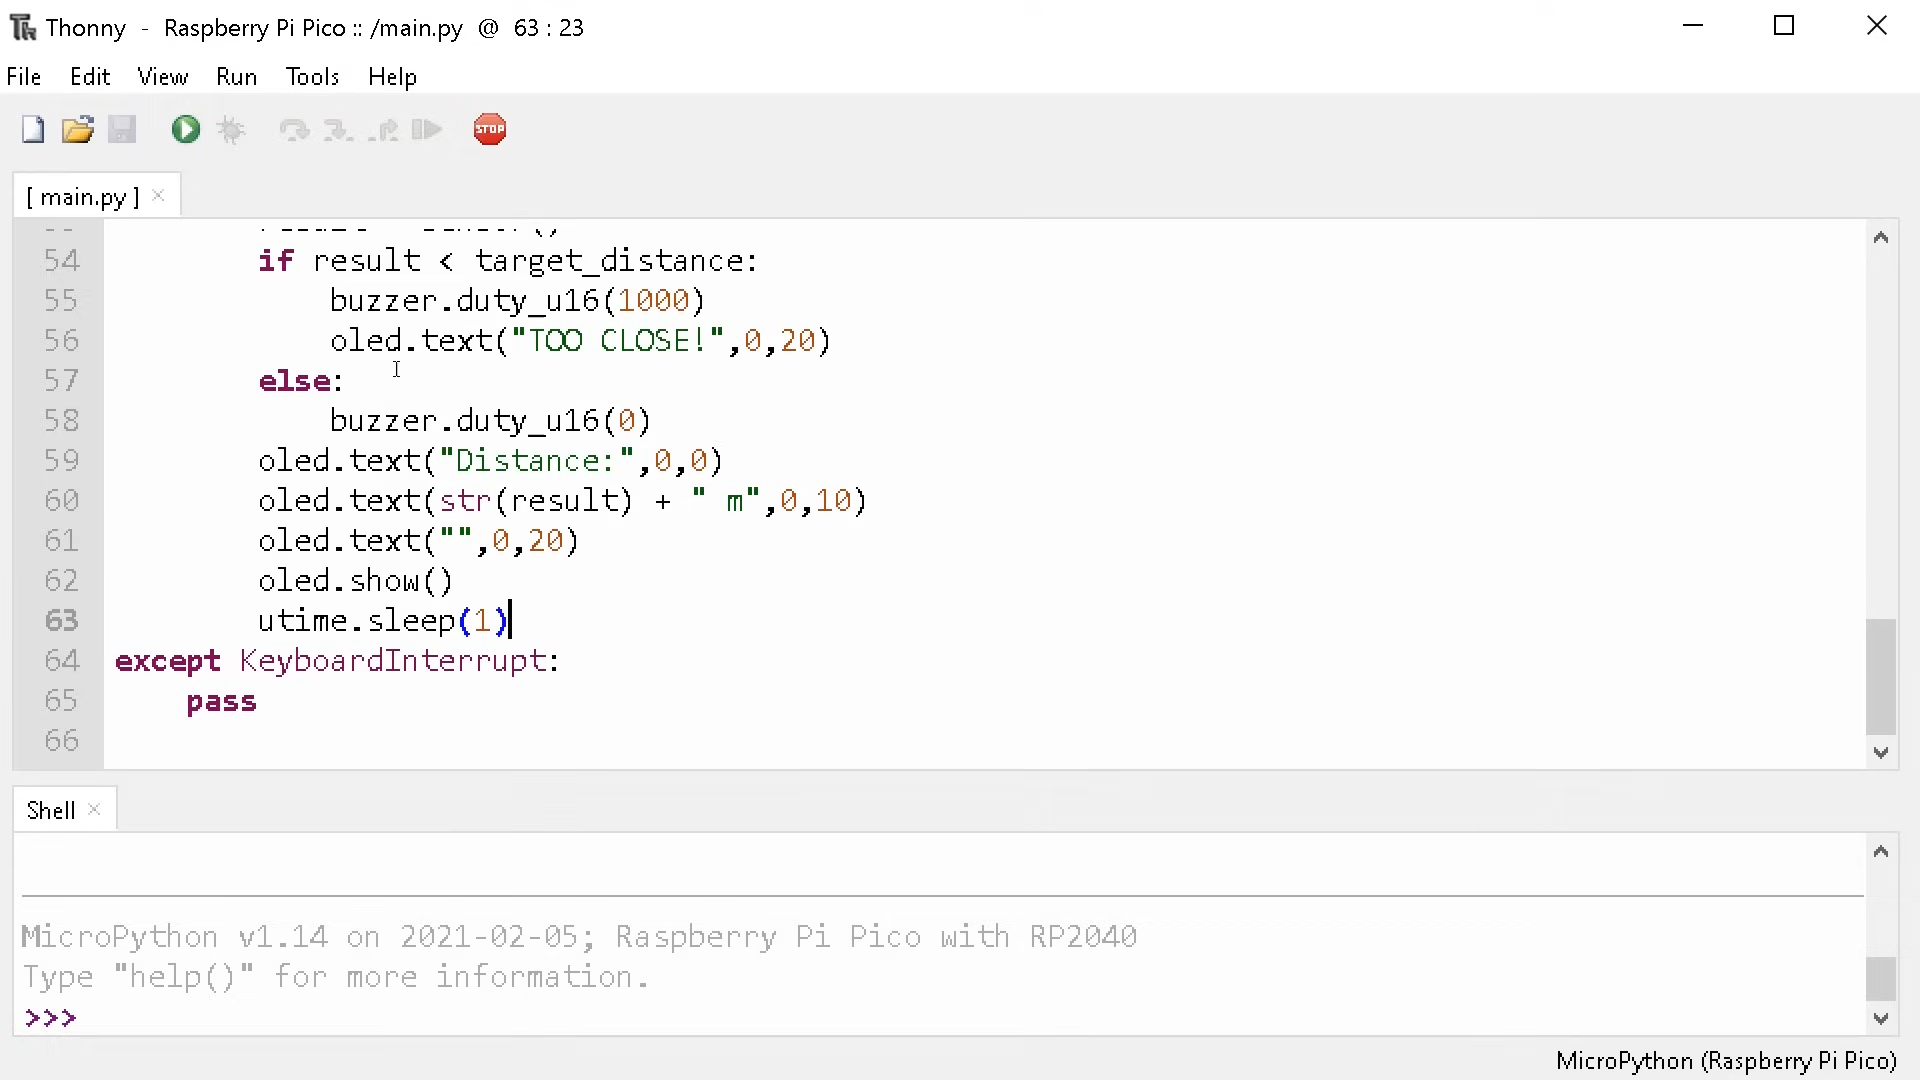 Thonny - Raspberry Pi Pico :: /main.py @ 63 : 23
File Edit View Run Tools Help
STOP
[ main.py ]
54 if result < target_distance:
55 buzzer.duty_u16(1000)
56 oled.text("TOO CLOSE!",0,20)
57 else:
58 buzzer.duty_u16(0)
59 oled.text("Distance:",0,0)
60 oled.text(str(result) + " m",0,10)
61 oled.text("",0,20)
62 oled.show()
63 utime.sleep(1)
64 except KeyboardInterrupt:
65 pass
66
Shell
MicroPython v1.14 on 2021-02-05; Raspberry Pi Pico with RP2040
Type "help()" for more information.
>>>
MicroPython (Raspberry Pi Pico)